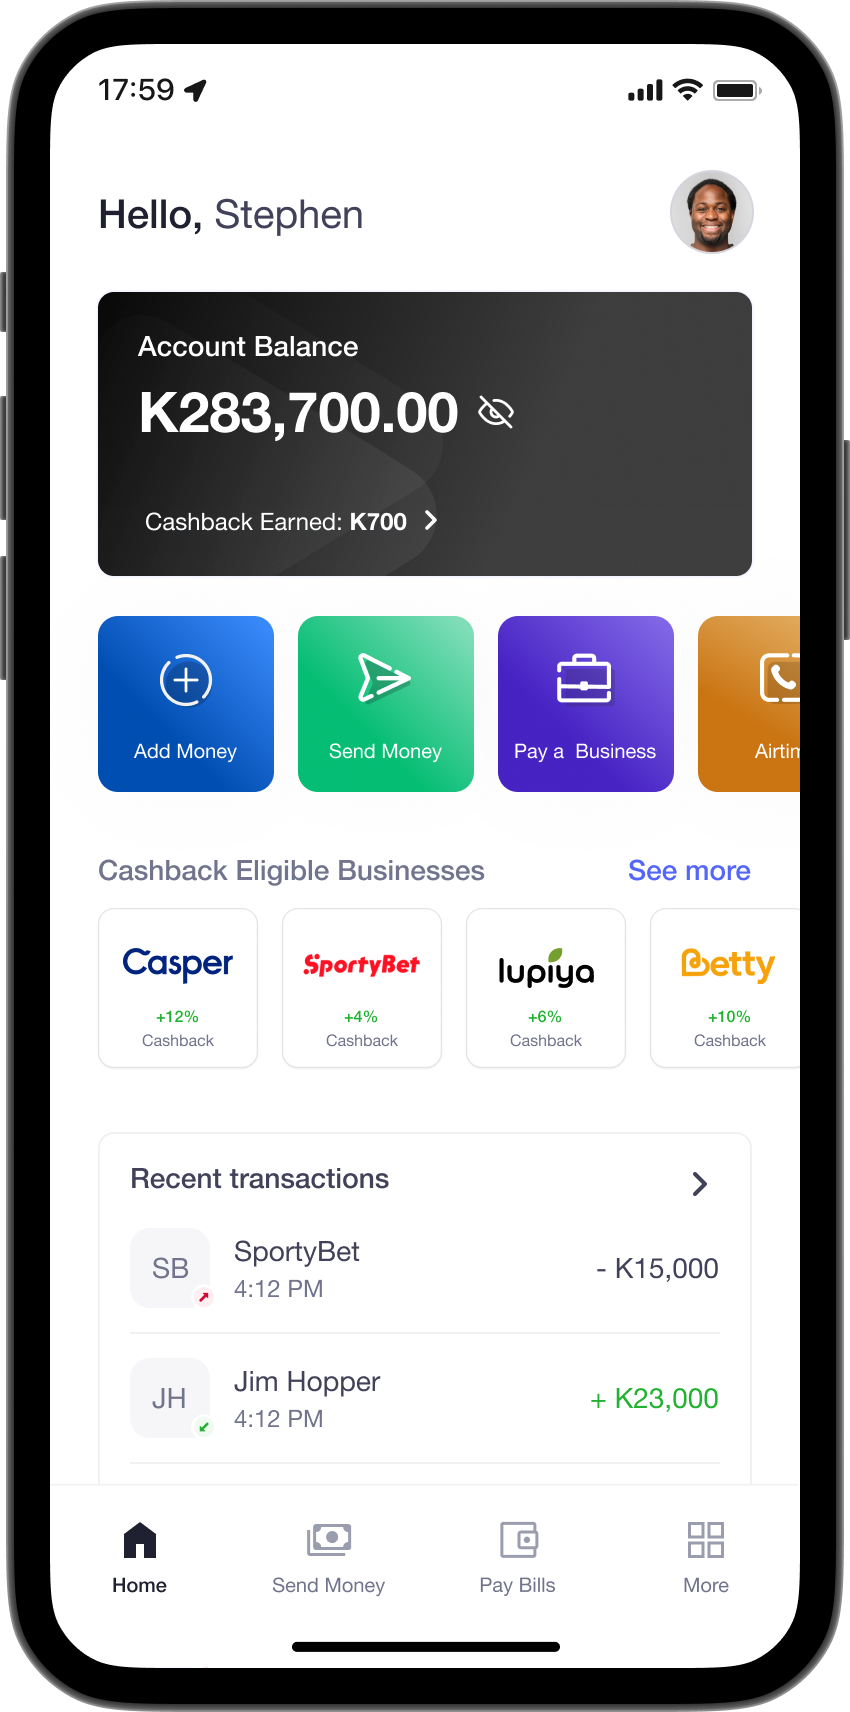 17:59
Hello, Stephen
Account Balance
K283,700.00
Cashback Earned: K700
Add Money
Send Money
Pay a  Business
Airtim
Cashback Eligible Businesses
See more
Casper
SportyBet
lupiya
Betty
+12%
+4%
+6%
+10%
Cashback
Cashback
Cashback
Cashback
Recent transactions
SB
SportyBet
- K15,000
4:12 PM
JH
Jim Hopper
+ K23,000
4:12 PM
Home
Send Money
Pay Bills
More